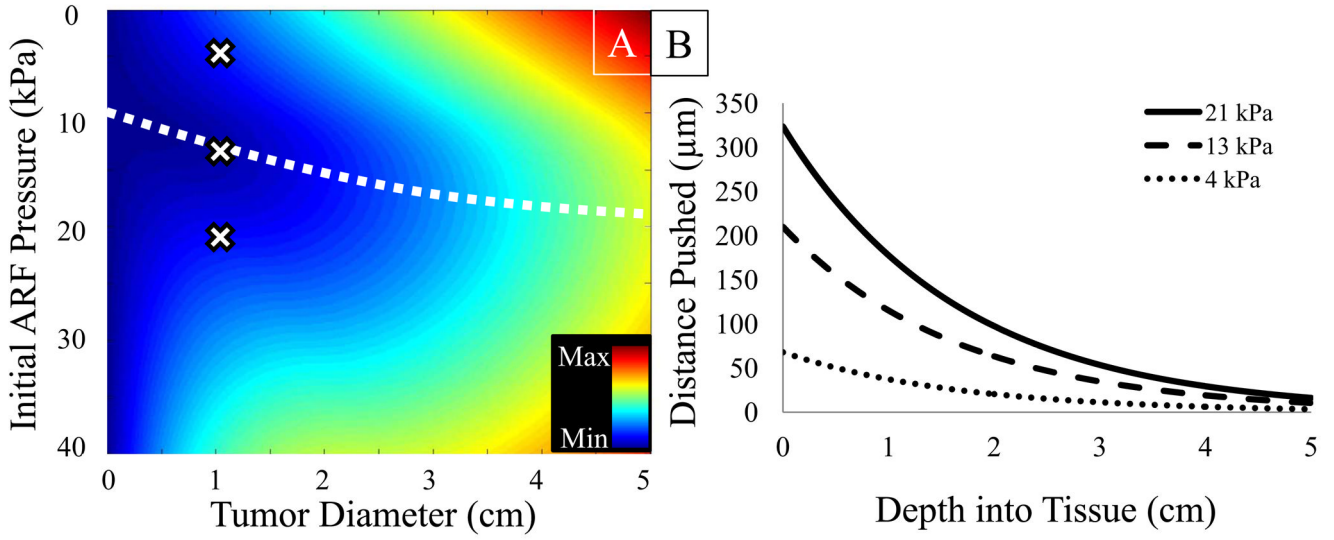 A
B
Initial ARF Pressure (kPa)
0
10
20
30
40
Max
Min
0 1 2 3 4 5
Tumor Diameter (cm)
Distance Pushed (µm)
350
300
250
200
150
100
50
0
21 kPa
13 kPa
4 kPa
0 1 2 3 4 5
Depth into Tissue (cm)